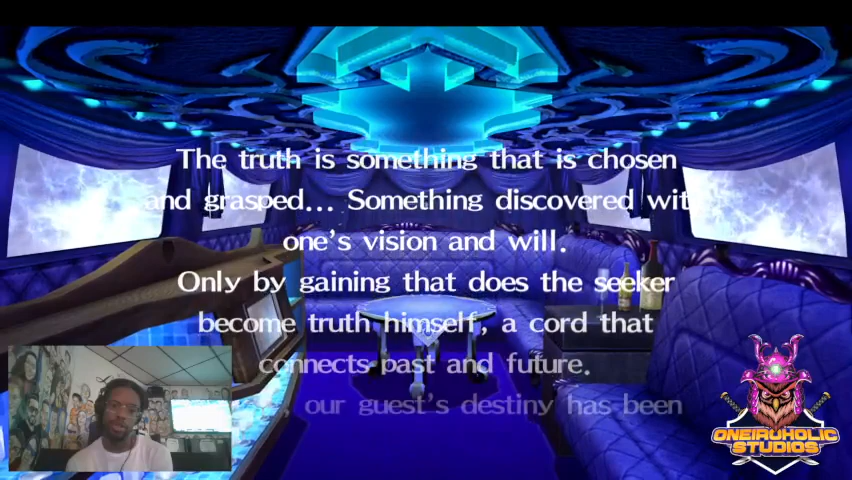 The truth is something that is chosen
and grasped... Something discovered with
one's vision and will.
Only by gaining that does the seeker
become truth himself, a cord that
connects past and future.
our guest's destiny has been
ONEIRUHOLIC
STUDIOS